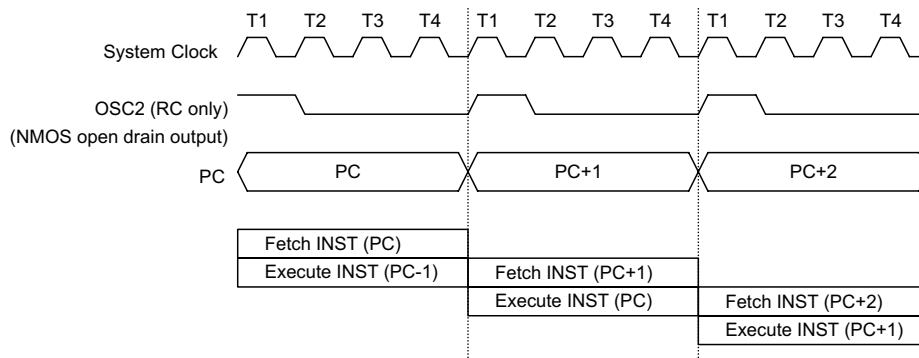 T1 T2 T3 T4 T1 T2 T3 T4 T1 T2 T3 T4
System Clock
OSC2 (RC only)
(NMOS open drain output)
PC PC PC+1 PC+2
Fetch INST (PC)
Execute INST (PC-1) Fetch INST (PC+1)
Execute INST (PC) Fetch INST (PC+2)
Execute INST (PC+1)